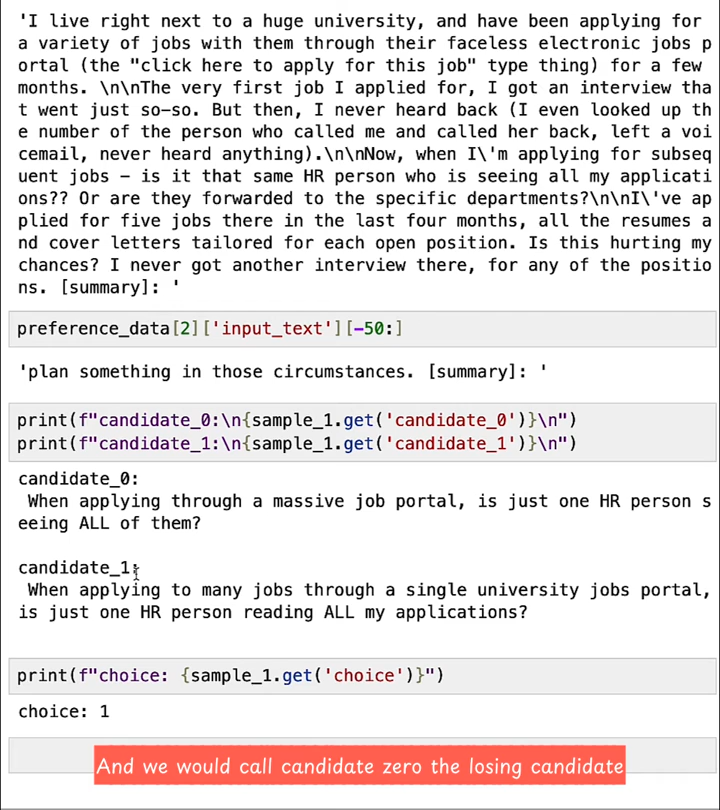 'I live right next to a huge university, and have been applying for
a variety of jobs with them through their faceless electronic jobs p
ortal (the "click here to apply for this job" type thing) for a few
months. \n\nThe very first job I applied for, I got an interview tha
t went just so-so. But then, I never heard back (I even looked up th
e number of the person who called me and called her back, left a voi
cemail, never heard anything).\n\nNow, when I\'m applying for subseq
uent jobs – is it that same HR person who is seeing all my applicati
ons?? Or are they forwarded to the specific departments?\n\nI\'ve ap
plied for five jobs there in the last four months, all the resumes a
nd cover letters tailored for each open position. Is this hurting my
chances? I never got another interview there, for any of the positio
ns. [summary]: '
preference_data[2]['input_text'][-50:]
'plan something in those circumstances. [summary]: '
print(f"candidate_0:\n{sample_1.get('candidate_0')}\n")
print(f"candidate_1:\n{sample_1.get('candidate_1')}\n")
candidate_0:
When applying through a massive job portal, is just one HR person s
eeing ALL of them?
candidate_1:
When applying to many jobs through a single university jobs portal,
is just one HR person reading ALL my applications?
print(f"choice: {sample_1.get('choice')}")
choice: 1
And we would call candidate zero the losing candidate